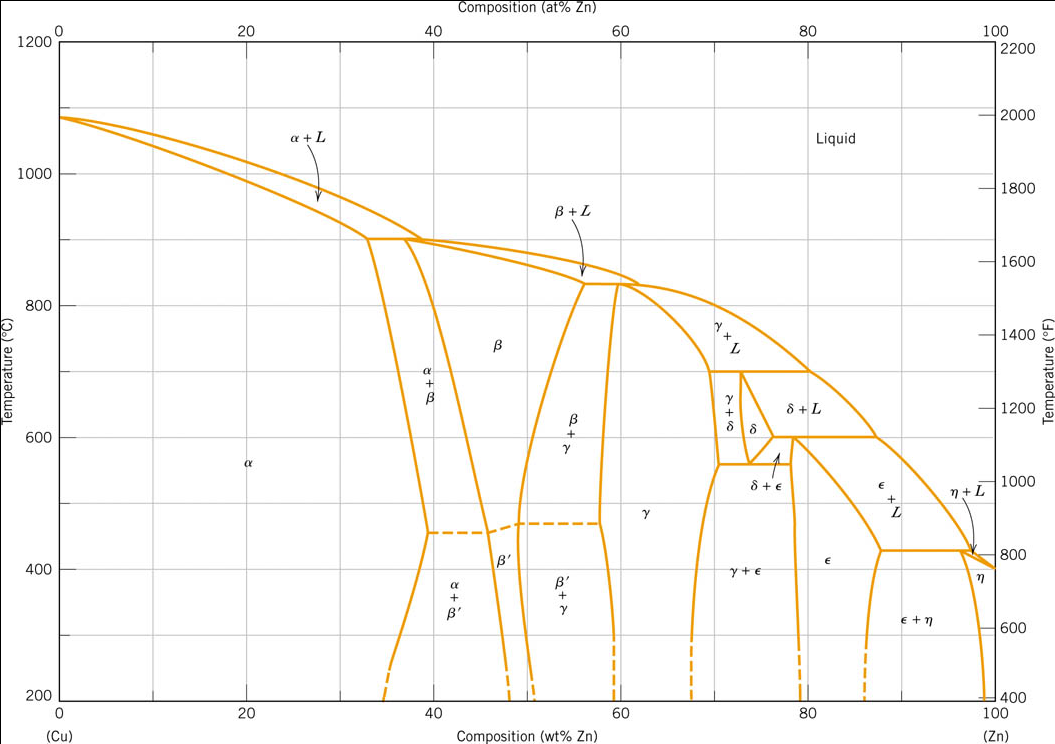 Composition (at% Zn)
0 20 40 60 80 100
1200
2200
2000
α + L
Liquid
1000
1800
β + L
1600
800
γ
+
L
1400
Temperature (°C)
Temperature (°F)
β
α
+
β
γ
+
δ
δ + L
1200
β
+
γ
δ
600
α
1000
δ + ϵ
ϵ
+
L
η + L
γ
800
β′
ϵ
400
γ + ϵ
η
α
+
β′
β′
+
γ
ϵ + η
600
200
400
0 20 40 60 80 100
(Cu) Composition (wt% Zn) (Zn)